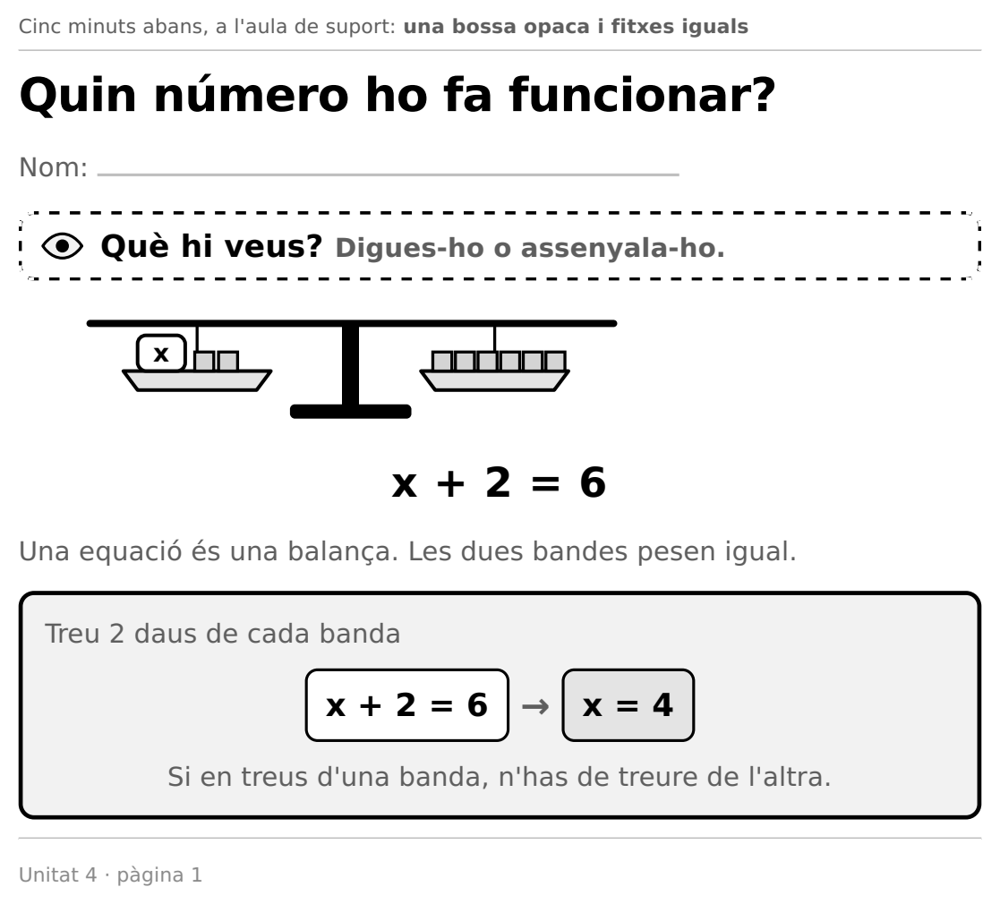 Cinc minuts abans, a l'aula de suport: una bossa opaca i fitxes iguals
Quin número ho fa funcionar?
Nom:
Què hi veus? Digues-ho o assenyala-ho.
x
x + 2 = 6
Una equació és una balança. Les dues bandes pesen igual.
Treu 2 daus de cada banda
x + 2 = 6 → x = 4
Si en treus d'una banda, n'has de treure de l'altra.
Unitat 4 · pàgina 1